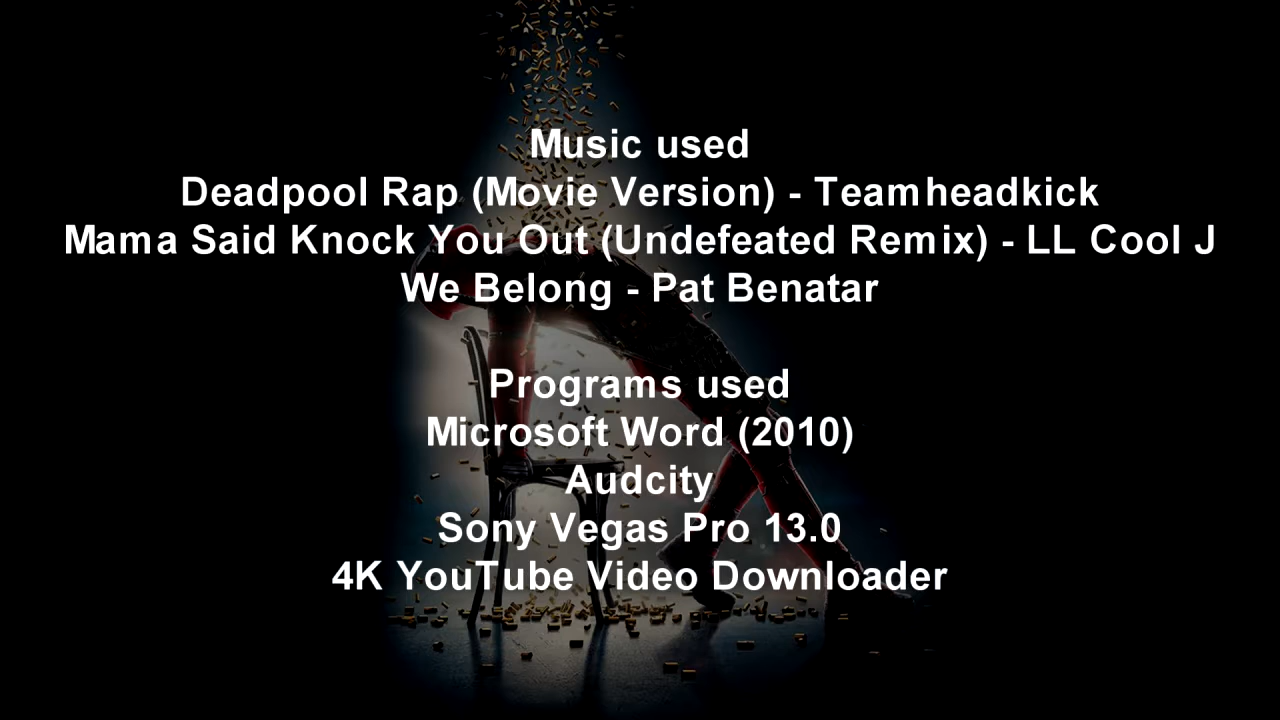 Music used
Deadpool Rap (Movie Version) - Teamheadkick
Mama Said Knock You Out (Undefeated Remix) - LL Cool J
We Belong - Pat Benatar
Programs used
Microsoft Word (2010)
Audcity
Sony Vegas Pro 13.0
4K YouTube Video Downloader